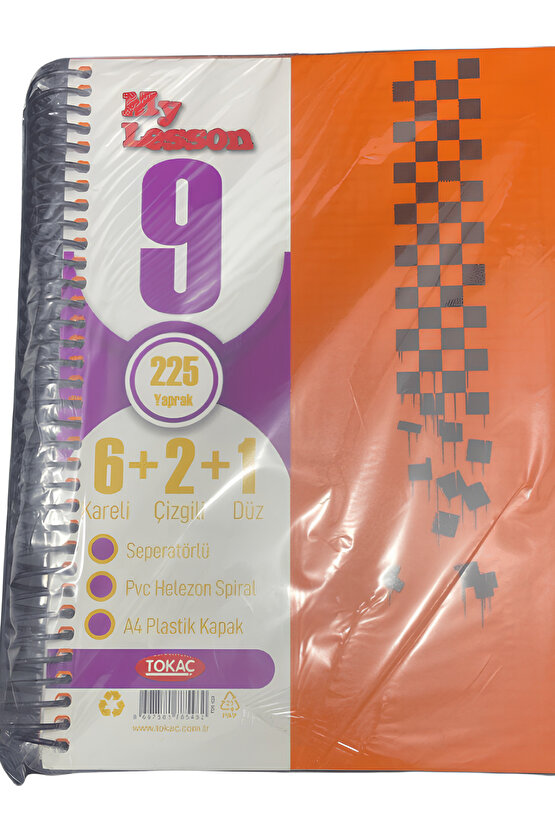 My
Lesson
9
225
Yaprak
6+2+1
Kareli Çizgili Düz
Seperatörlü
Pvc Helezon Spiral
A4 Plastik Kapak
TOKAÇ
www.tokac.com.tr